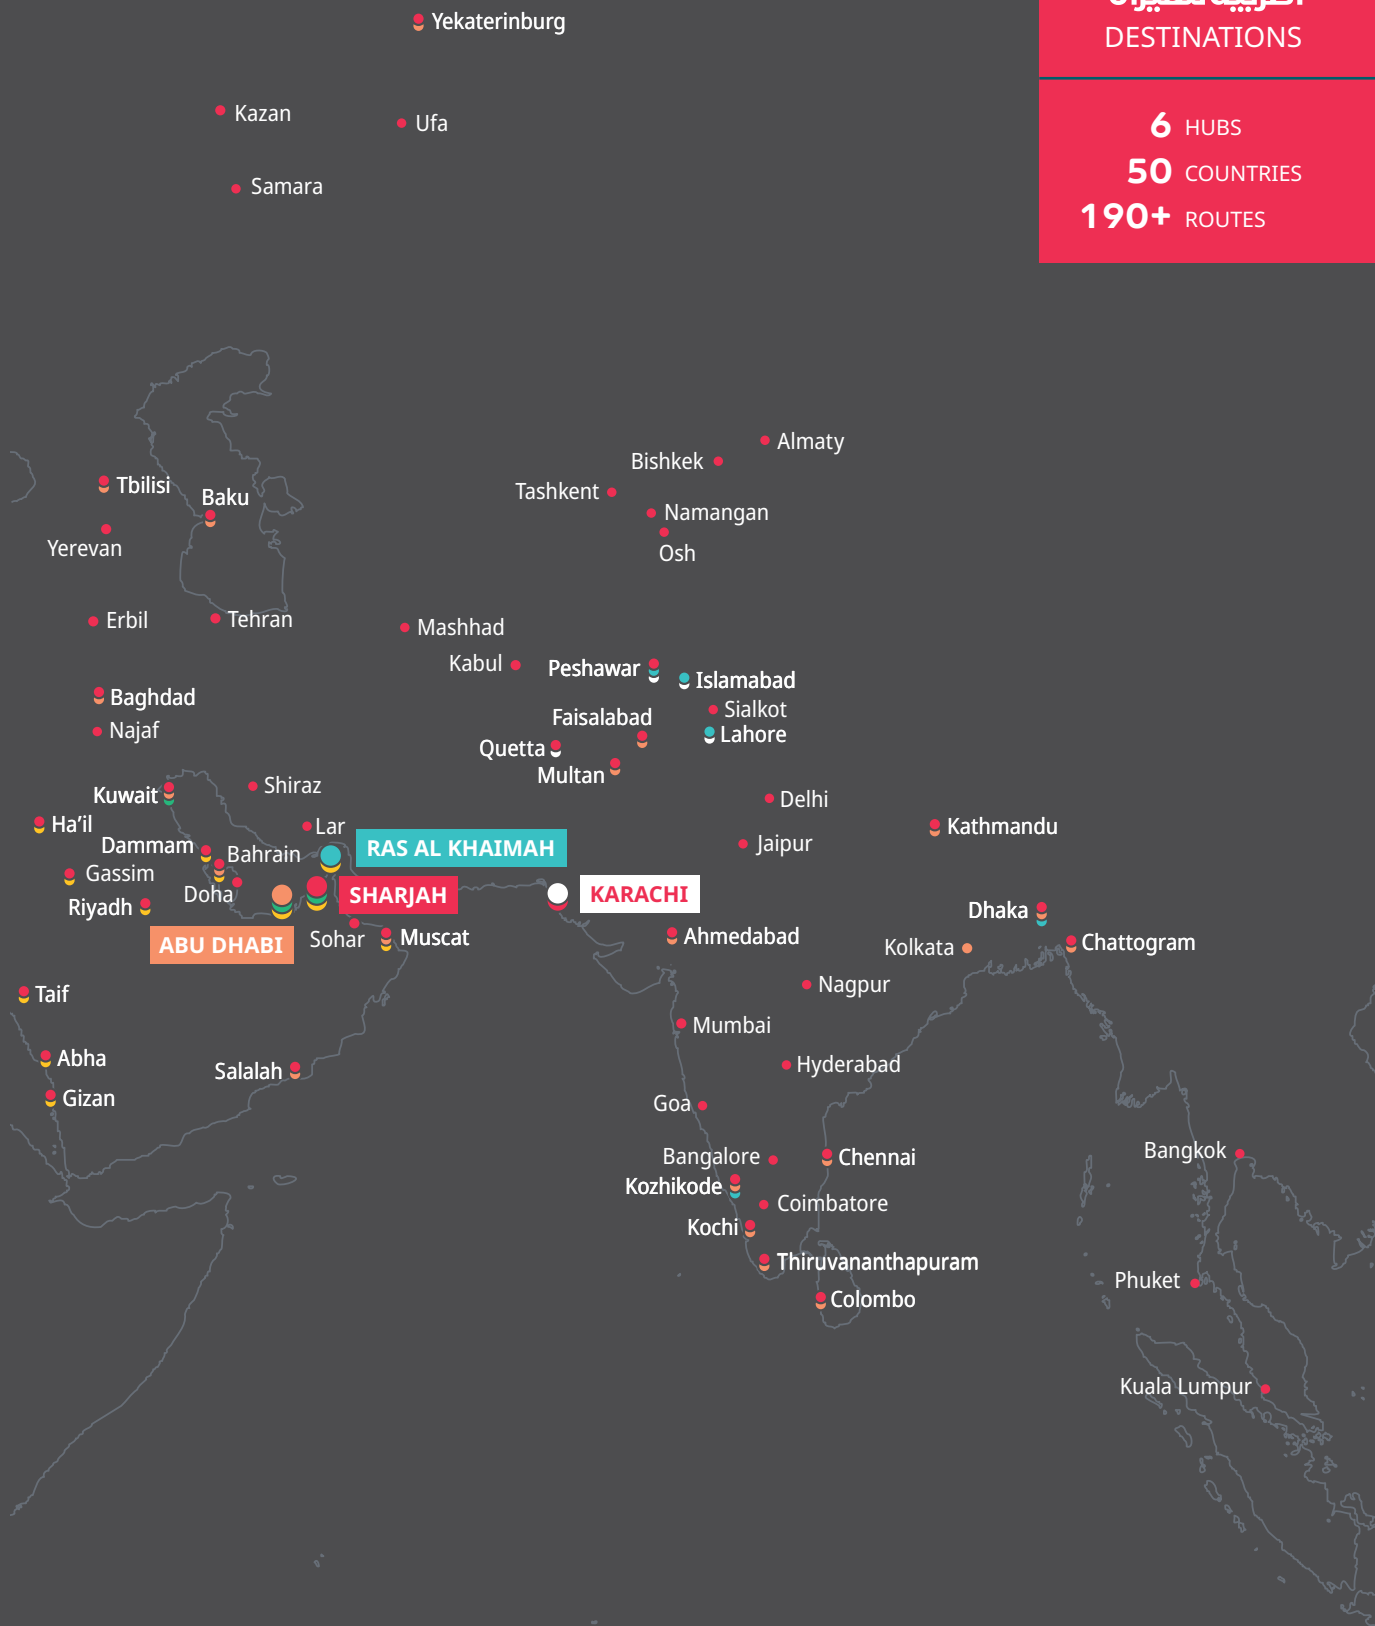 DESTINATIONS
6 HUBS
50 COUNTRIES
190+ ROUTES
Yekaterinburg
Kazan
Ufa
Samara
Almaty
Bishkek
Tashkent
Namangan
Osh
Tbilisi
Baku
Yerevan
Erbil
Tehran
Mashhad
Kabul
Peshawar
Islamabad
Baghdad
Sialkot
Faisalabad
Najaf
Lahore
Quetta
Multan
Kuwait
Shiraz
Delhi
Ha’il
Lar
Kathmandu
Dammam
RAS AL KHAIMAH
Jaipur
Bahrain
Gassim
Doha
SHARJAH
KARACHI
Riyadh
Dhaka
ABU DHABI
Sohar
Muscat
Ahmedabad
Kolkata
Chattogram
Taif
Nagpur
Mumbai
Abha
Salalah
Hyderabad
Gizan
Goa
Bangkok
Bangalore
Chennai
Kozhikode
Coimbatore
Kochi
Thiruvananthapuram
Phuket
Colombo
Kuala Lumpur